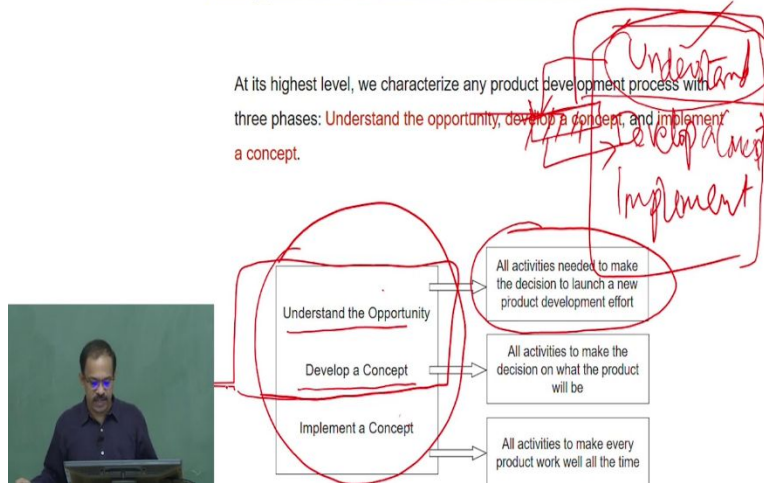 At its highest level, we characterize any product development process with
three phases: Understand the opportunity, develop a concept, and implement
a concept.
Understand
Develop a Concept
Implement
Understand the Opportunity
All activities needed to make
the decision to launch a new
product development effort
Develop a Concept
All activities to make the
decision on what the product
will be
Implement a Concept
All activities to make every
product work well all the time